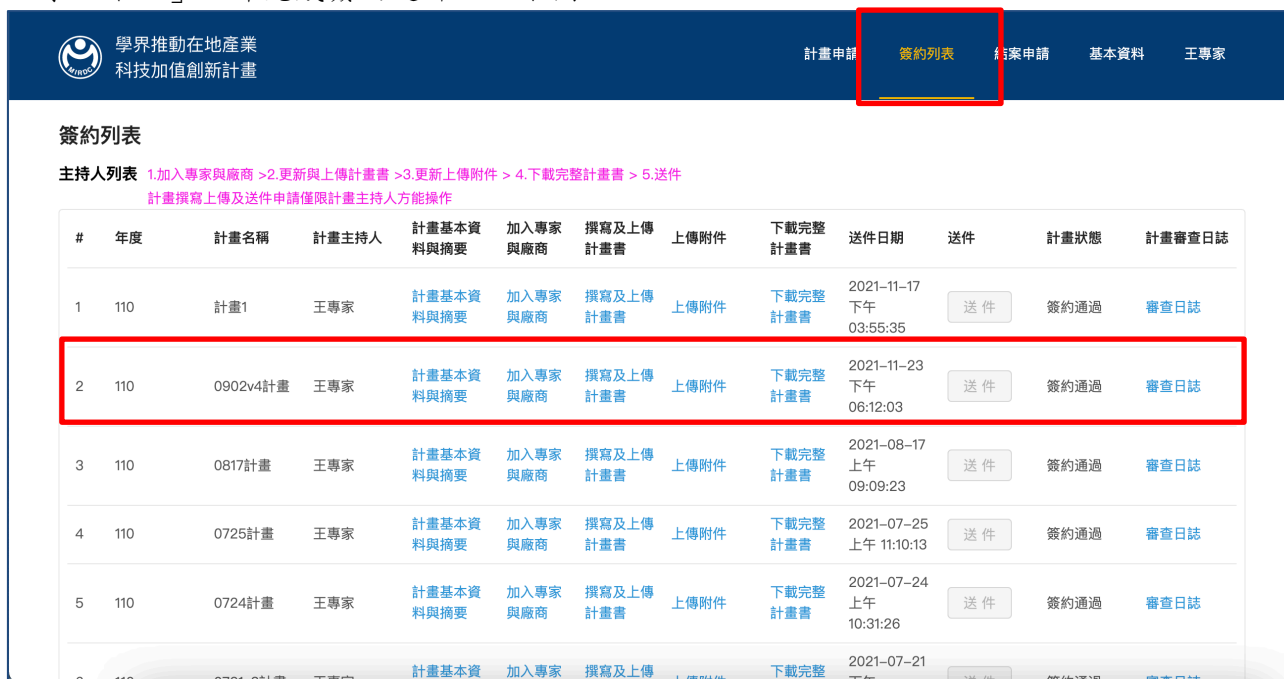 學界推動在地產業
科技加值創新計畫
MIROC
計畫申請 簽約列表 結案申請 基本資料 王專家
簽約列表
主持人列表 1.加入專家與廠商 >2.更新與上傳計畫書 >3.更新上傳附件 > 4.下載完整計畫書 > 5.送件
計畫撰寫上傳及送件申請僅限計畫主持人方能操作
# 年度 計畫名稱 計畫主持人 計畫基本資 加入專家 撰寫及上傳 上傳附件 下載完整 送件日期 送件 計畫狀態 計畫審查日誌
料與摘要 與廠商 計畫書 計畫書
計畫基本資 加入專家 撰寫及上傳 下載完整 2021-11-17
1 110 計畫1 王專家 上傳附件 下午 送 件 簽約通過 審查日誌
料與摘要 與廠商 計畫書 計畫書 03:55:35
計畫基本資 加入專家 撰寫及上傳 下載完整 2021-11-23
2 110 0902v4計畫 王專家 上傳附件 下午 送 件 簽約通過 審查日誌
料與摘要 與廠商 計畫書 計畫書 06:12:03
計畫基本資 加入專家 撰寫及上傳 下載完整 2021-08-17
3 110 0817計畫 王專家 上傳附件 上午 送 件 簽約通過 審查日誌
料與摘要 與廠商 計畫書 計畫書 09:09:23
計畫基本資 加入專家 撰寫及上傳 下載完整 2021-07-25
4 110 0725計畫 王專家 上傳附件 送 件 簽約通過 審查日誌
料與摘要 與廠商 計畫書 計畫書 上午 11:10:13
計畫基本資 加入專家 撰寫及上傳 下載完整 2021-07-24
5 110 0724計畫 王專家 上傳附件 上午 送 件 簽約通過 審查日誌
料與摘要 與廠商 計畫書 計畫書 10:31:26
計畫基本資 加入專家 撰寫及上傳 下載完整 2021-07-21